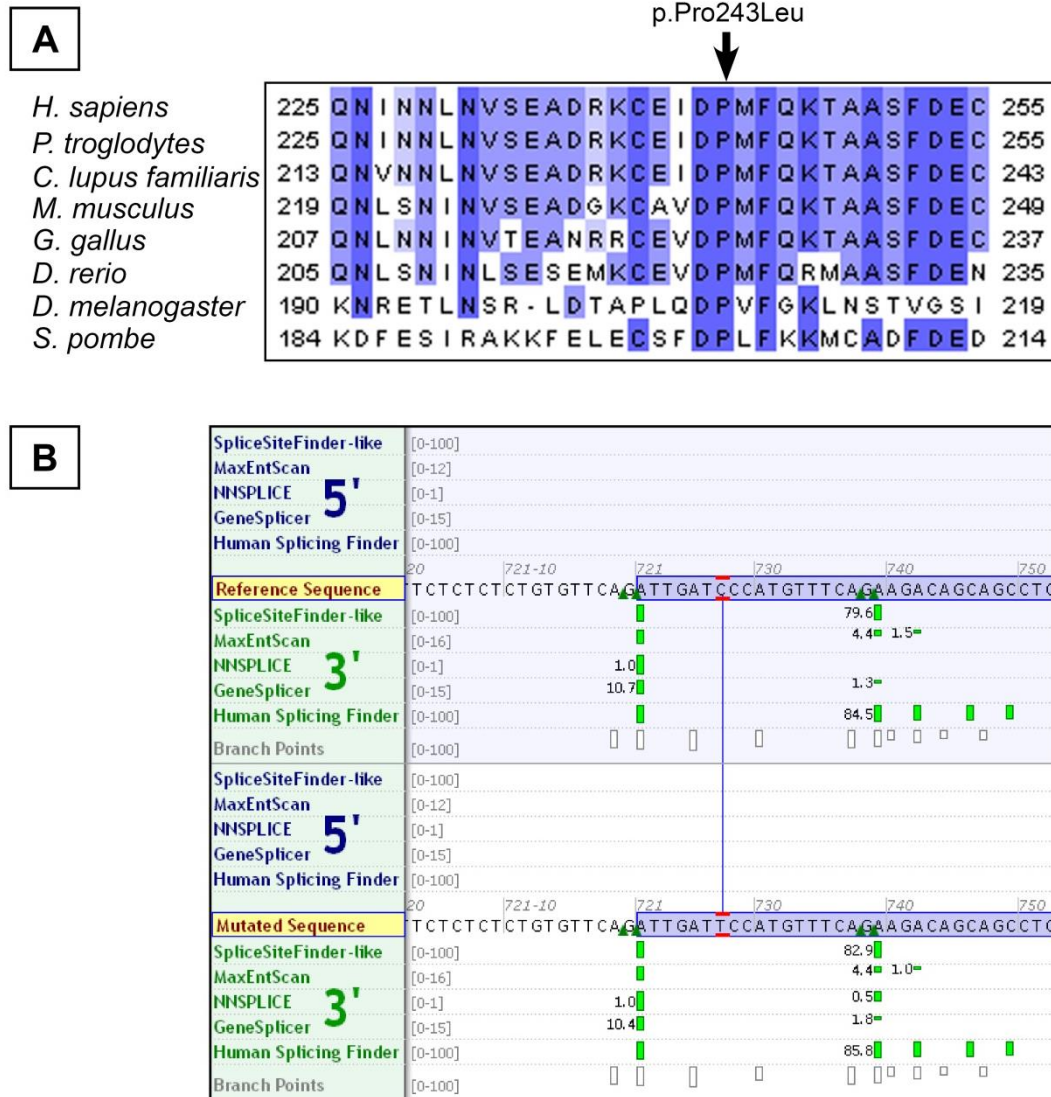 p.Pro243Leu
A
H. sapiens 225 QNINNLNVSEADRKCEIDPMFQKTAASFDEC 255
P. troglodytes 225 QNINNLNVSEADRKCEIDPMFQKTAASFDEC 255
C. lupus familiaris 213 QNVNNLNVSEADRKCEIDPMFQKTAASFDEC 243
M. musculus 219 QNLSNINVSEADGKCAVDPMFQKTAASFDEC 249
G. gallus 207 QNLNNINVTEANRRCEVDPMFQKTAASFDEC 237
D. rerio 205 QNLSNINLSESEMKCEVDPMFQRMAASFDEN 235
D. melanogaster 190 KNRETLNSR-LDTAPLQDPVFGKLNSTVGSI 219
S. pombe 184 KDFESIRAKKFELECSFDPLFKKMCADFDED 214
B
5'
SpliceSiteFinder-like [0-100]
MaxEntScan [0-12]
NNSPLICE [0-1]
GeneSplicer [0-15]
Human Splicing Finder [0-100]
20 721-10 721 730 740 750
Reference Sequence TCTCTCTCTGTGTTCAGATTGATCCCATGTTTCAGAAGACAGCAGCCTC
3'
SpliceSiteFinder-like [0-100] 79.6
MaxEntScan [0-16] 4.4 1.5
NNSPLICE [0-1] 1.0
GeneSplicer [0-15] 10.7 1.3
Human Splicing Finder [0-100] 84.5
Branch Points [0-100]
5'
SpliceSiteFinder-like [0-100]
MaxEntScan [0-12]
NNSPLICE [0-1]
GeneSplicer [0-15]
Human Splicing Finder [0-100]
20 721-10 721 730 740 750
Mutated Sequence TCTCTCTCTGTGTTCAGATTGATTCCATGTTTCAGAAGACAGCAGCCTC
3'
SpliceSiteFinder-like [0-100] 82.9
MaxEntScan [0-16] 4.4 1.0
NNSPLICE [0-1] 1.0 0.5
GeneSplicer [0-15] 10.4 1.8
Human Splicing Finder [0-100] 85.8
Branch Points [0-100]